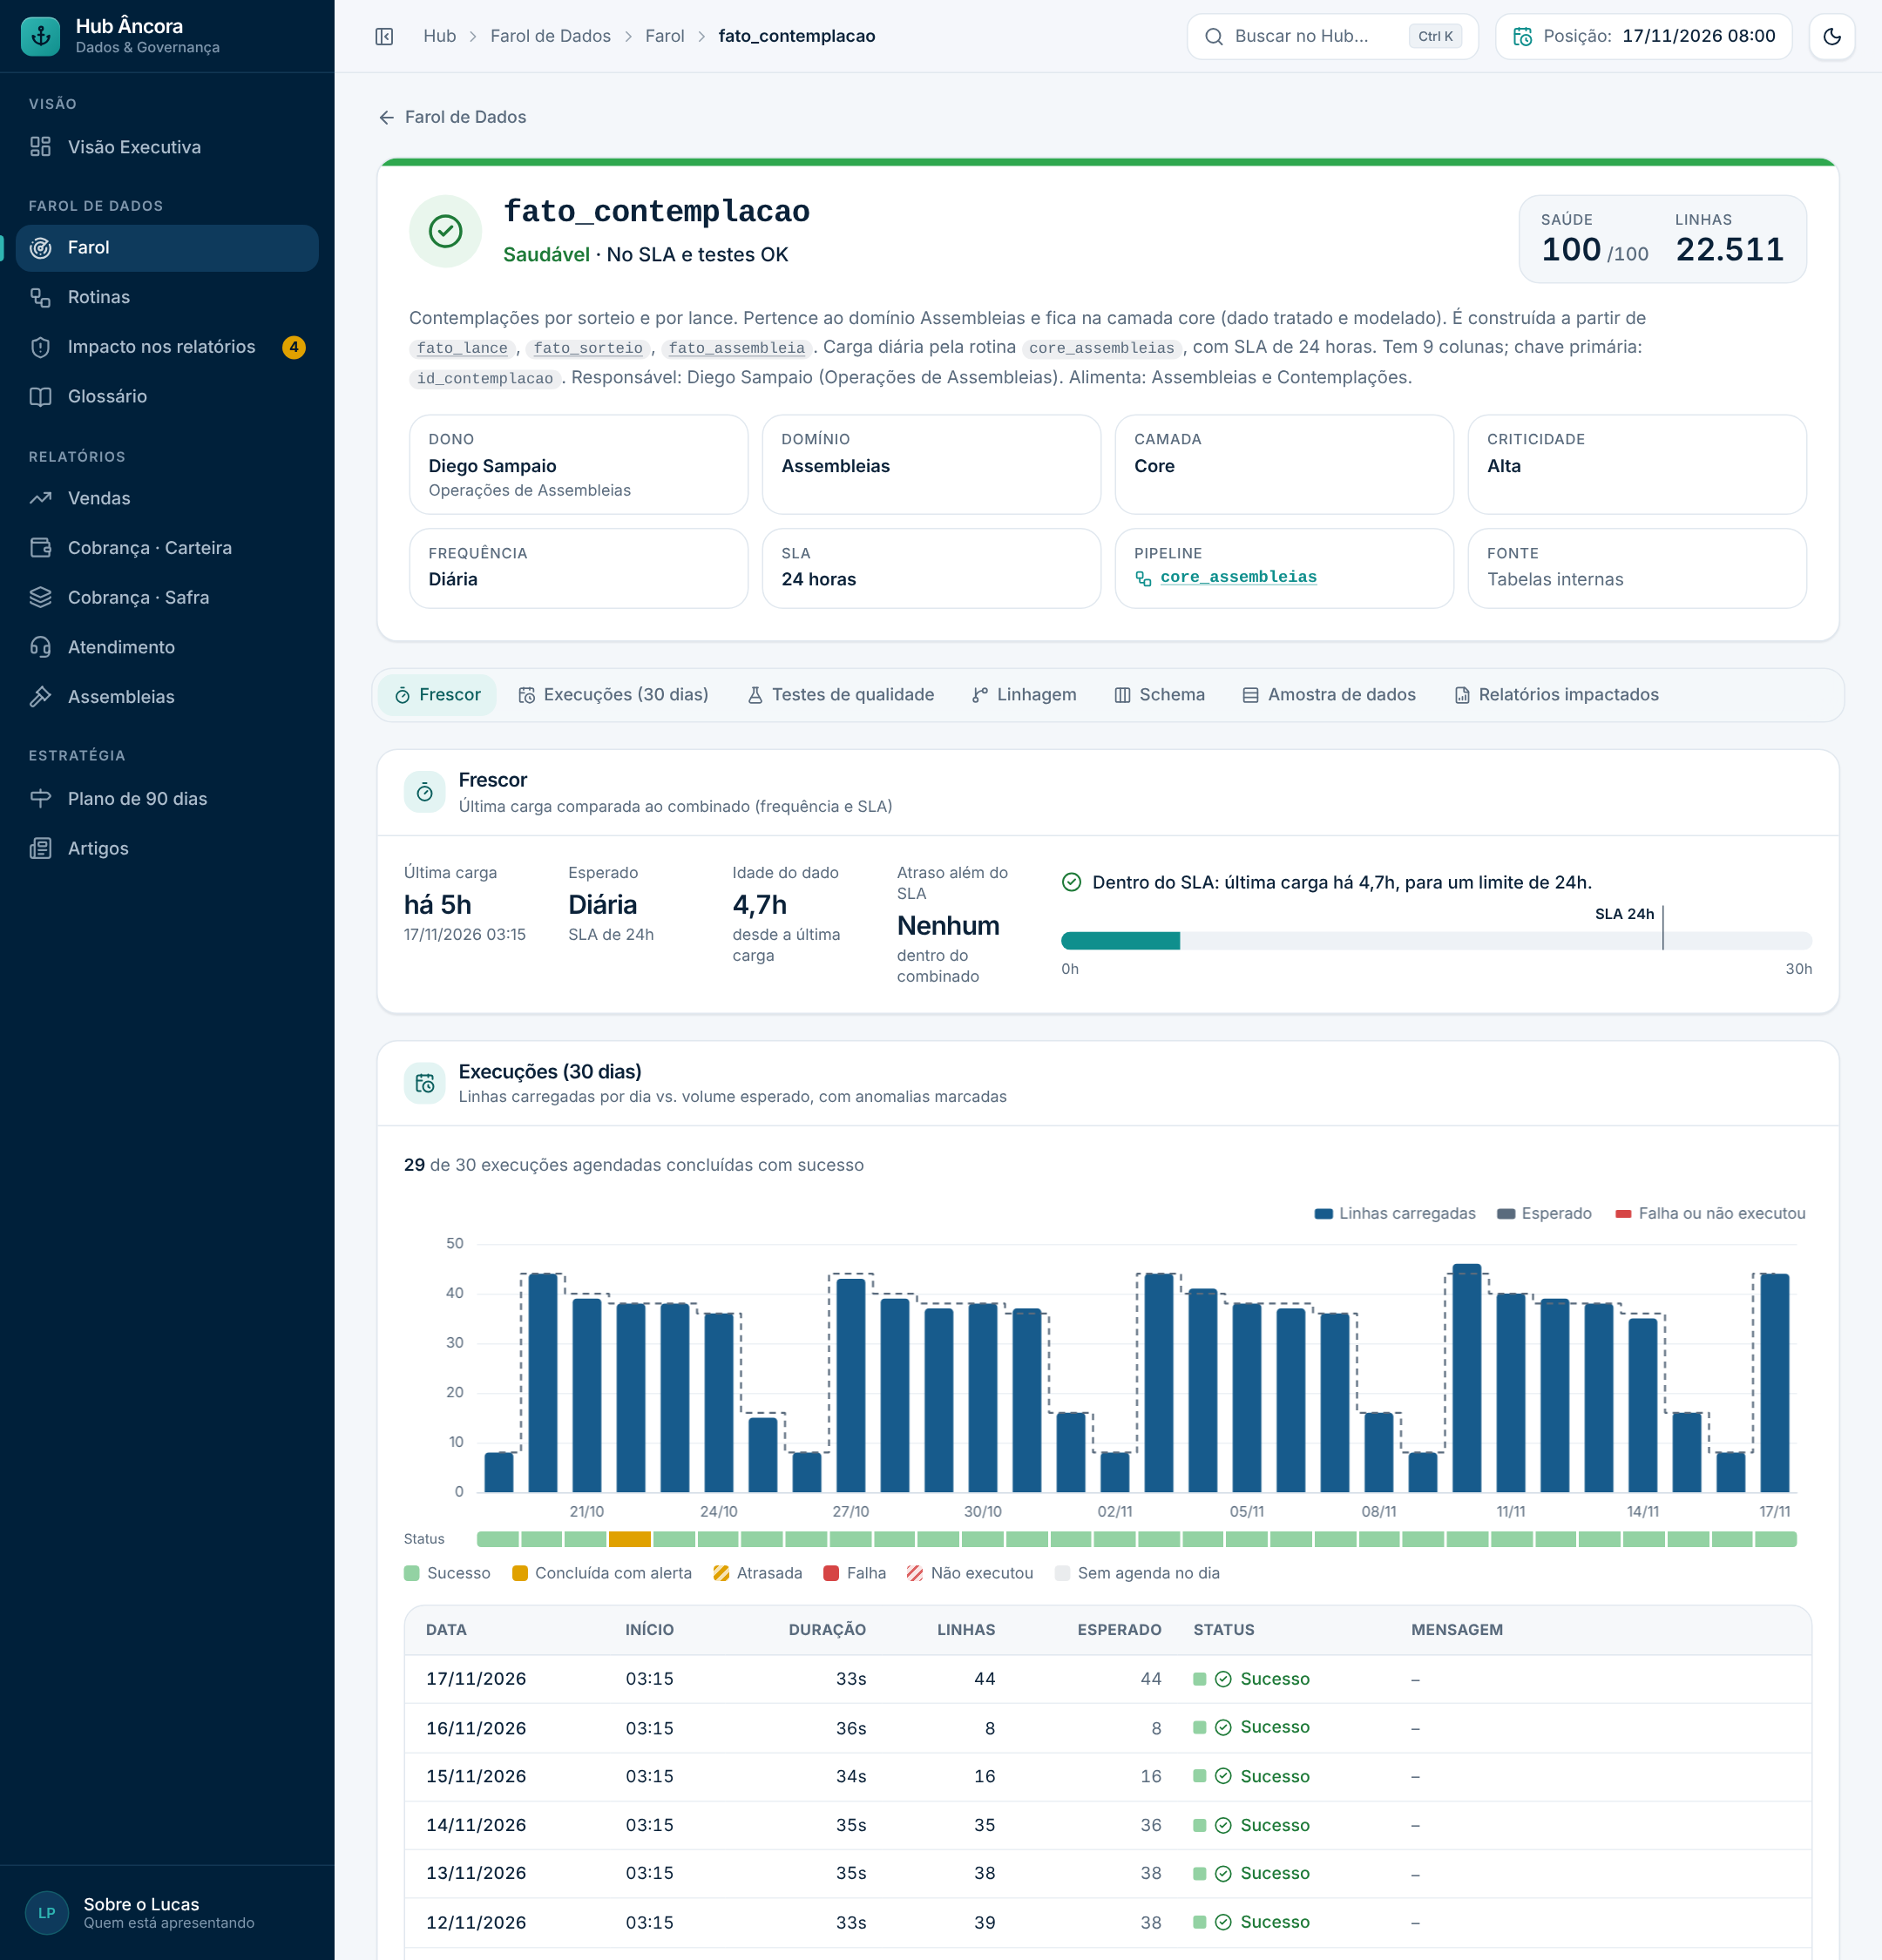 Hub Âncora
Dados & Governança
VISÃO
Visão Executiva
FAROL DE DADOS
Farol
Rotinas
Impacto nos relatórios 4
Glossário
RELATÓRIOS
Vendas
Cobrança · Carteira
Cobrança · Safra
Atendimento
Assembleias
ESTRATÉGIA
Plano de 90 dias
Artigos
LP
Sobre o Lucas
Quem está apresentando
Hub > Farol de Dados > Farol > fato_contemplacao
Buscar no Hub... Ctrl K
Posição: 17/11/2026 08:00
← Farol de Dados
fato_contemplacao
Saudável · No SLA e testes OK
SAÚDE
100 /100
LINHAS
22.511
Contemplações por sorteio e por lance. Pertence ao domínio Assembleias e fica na camada core (dado tratado e modelado). É construída a partir de
fato_lance , fato_sorteio , fato_assembleia . Carga diária pela rotina core_assembleias , com SLA de 24 horas. Tem 9 colunas; chave primária:
id_contemplacao . Responsável: Diego Sampaio (Operações de Assembleias). Alimenta: Assembleias e Contemplações.
DONO
Diego Sampaio
Operações de Assembleias
DOMÍNIO
Assembleias
CAMADA
Core
CRITICIDADE
Alta
FREQUÊNCIA
Diária
SLA
24 horas
PIPELINE
core_assembleias
FONTE
Tabelas internas
Frescor Execuções (30 dias) Testes de qualidade Linhagem Schema Amostra de dados Relatórios impactados
Frescor
Última carga comparada ao combinado (frequência e SLA)
Última carga
há 5h
17/11/2026 03:15
Esperado
Diária
SLA de 24h
Idade do dado
4,7h
desde a última
carga
Atraso além do
SLA
Nenhum
dentro do
combinado
Dentro do SLA: última carga há 4,7h, para um limite de 24h.
SLA 24h
0h 30h
Execuções (30 dias)
Linhas carregadas por dia vs. volume esperado, com anomalias marcadas
29 de 30 execuções agendadas concluídas com sucesso
Linhas carregadas Esperado Falha ou não executou
50
40
30
20
10
0
21/10 24/10 27/10 30/10 02/11 05/11 08/11 11/11 14/11 17/11
Status
Sucesso Concluída com alerta Atrasada Falha Não executou Sem agenda no dia
DATA INÍCIO DURAÇÃO LINHAS ESPERADO STATUS MENSAGEM
17/11/2026 03:15 33s 44 44 Sucesso –
16/11/2026 03:15 36s 8 8 Sucesso –
15/11/2026 03:15 34s 16 16 Sucesso –
14/11/2026 03:15 35s 35 36 Sucesso –
13/11/2026 03:15 35s 38 38 Sucesso –
12/11/2026 03:15 33s 39 38 Sucesso –